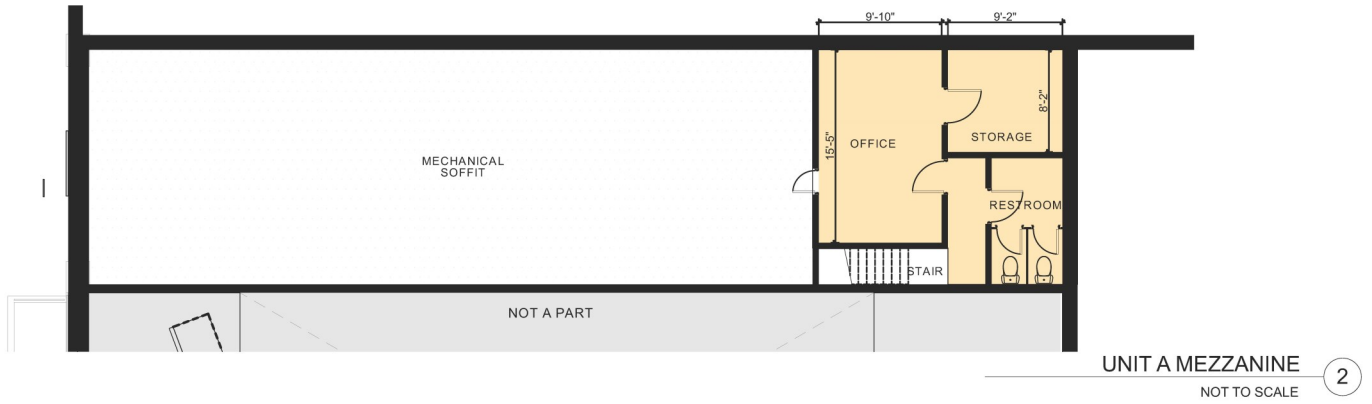 9'-10"
9'-2"
15'-5"
OFFICE
8'-2"
STORAGE
MECHANICAL
SOFFIT
RESTROOM
STAIR
NOT A PART
UNIT A MEZZANINE
2
NOT TO SCALE